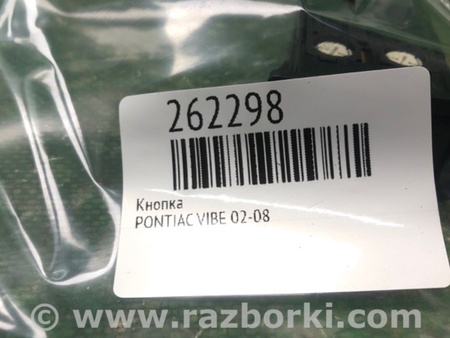 262298
Кнопка
PONTIAC VIBE 02-08
www.razborki.com